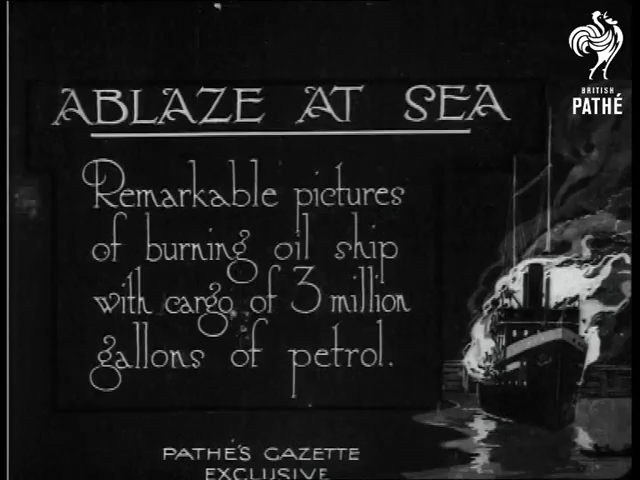 BRITISH
PATHÉ
ABLAZE AT SEA
Remarkable pictures
of burning oil ship
with cargo of 3 million
gallons of petrol.
PATHÉ'S GAZETTE
EXCLUSIVE